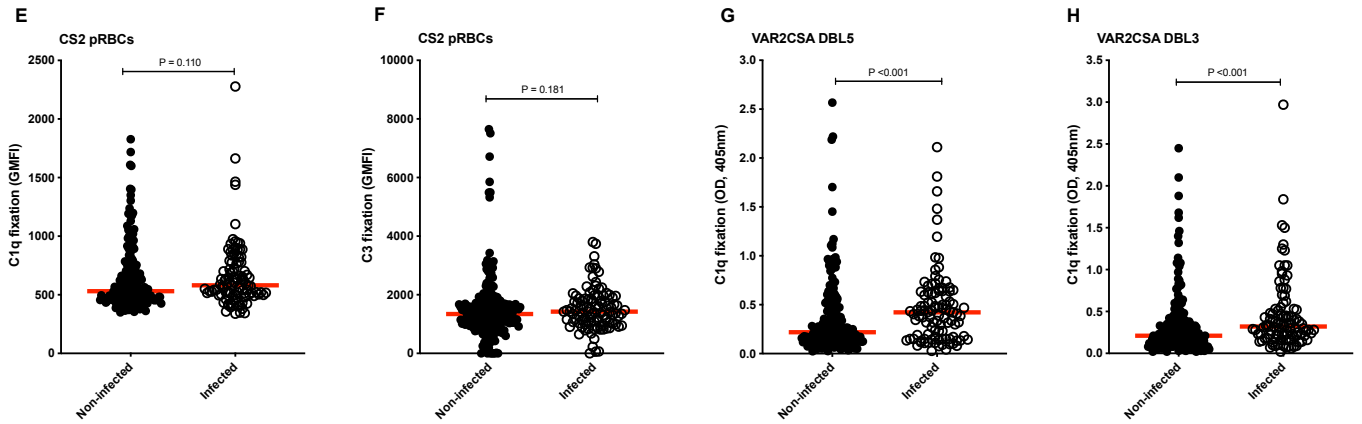 E
CS2 pRBCs
P = 0.110
C1q fixation (GMFI)
2500
2000
1500
1000
500
0
Non-infected
Infected
F
CS2 pRBCs
P = 0.181
C3 fixation (GMFI)
10000
8000
6000
4000
2000
0
Non-infected
Infected
G
VAR2CSA DBL5
P <0.001
C1q fixation (OD, 405nm)
3.0
2.5
2.0
1.5
1.0
0.5
0.0
Non-infected
Infected
H
VAR2CSA DBL3
P <0.001
C1q fixation (OD, 405nm)
3.5
3.0
2.5
2.0
1.5
1.0
0.5
0.0
Non-infected
Infected